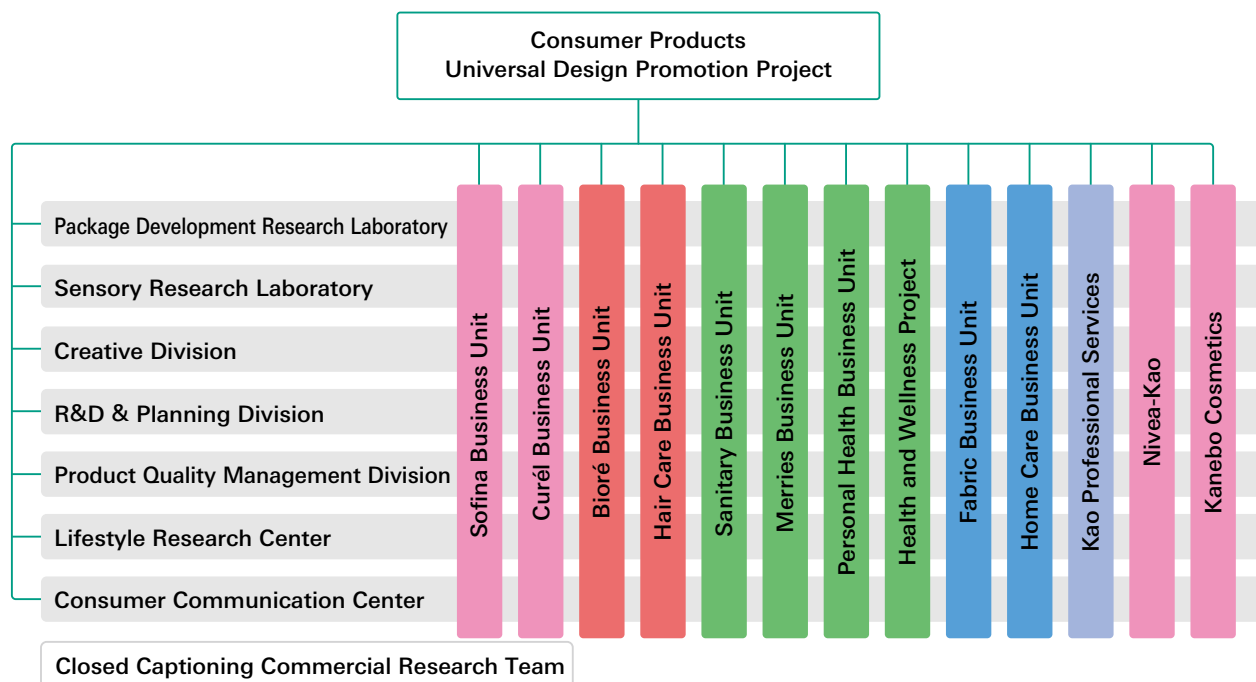 Consumer Products
Universal Design Promotion Project
Package Development Research Laboratory
Sensory Research Laboratory
Creative Division
R&D & Planning Division
Product Quality Management Division
Lifestyle Research Center
Consumer Communication Center
Closed Captioning Commercial Research Team
Sofina Business Unit
Curél Business Unit
Bioré Business Unit
Hair Care Business Unit
Sanitary Business Unit
Merries Business Unit
Personal Health Business Unit
Health and Wellness Project
Fabric Business Unit
Home Care Business Unit
Kao Professional Services
Nivea-Kao
Kanebo Cosmetics